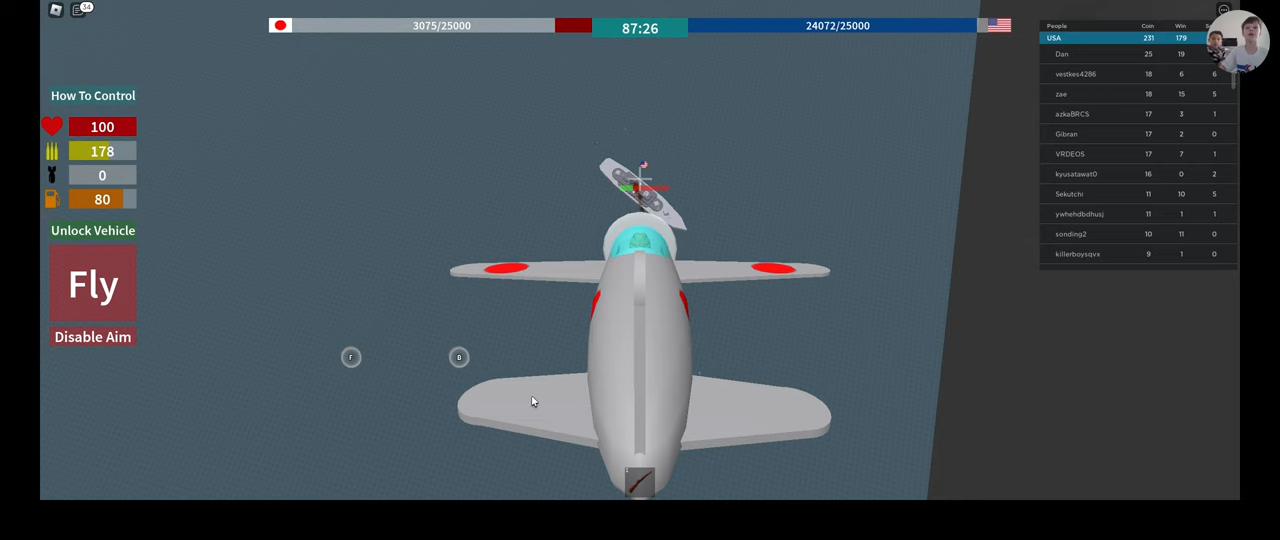 34
3075/25000
87:26
24072/25000
People Coin Win
USA 231 179
Dan 25 19
vestkes4286 18 6 6
zae 18 15 5
azkaBRCS 17 3 1
Gibran 17 2 0
VRDEOS 17 7 1
kyusatawat0 16 0 2
Sekutchi 11 10 5
ywhehdbdhusj 11 1 1
sonding2 10 11 0
killerboysqvx 9 1 0
How To Control
100
178
0
80
Unlock Vehicle
Fly
Disable Aim
F
B
1